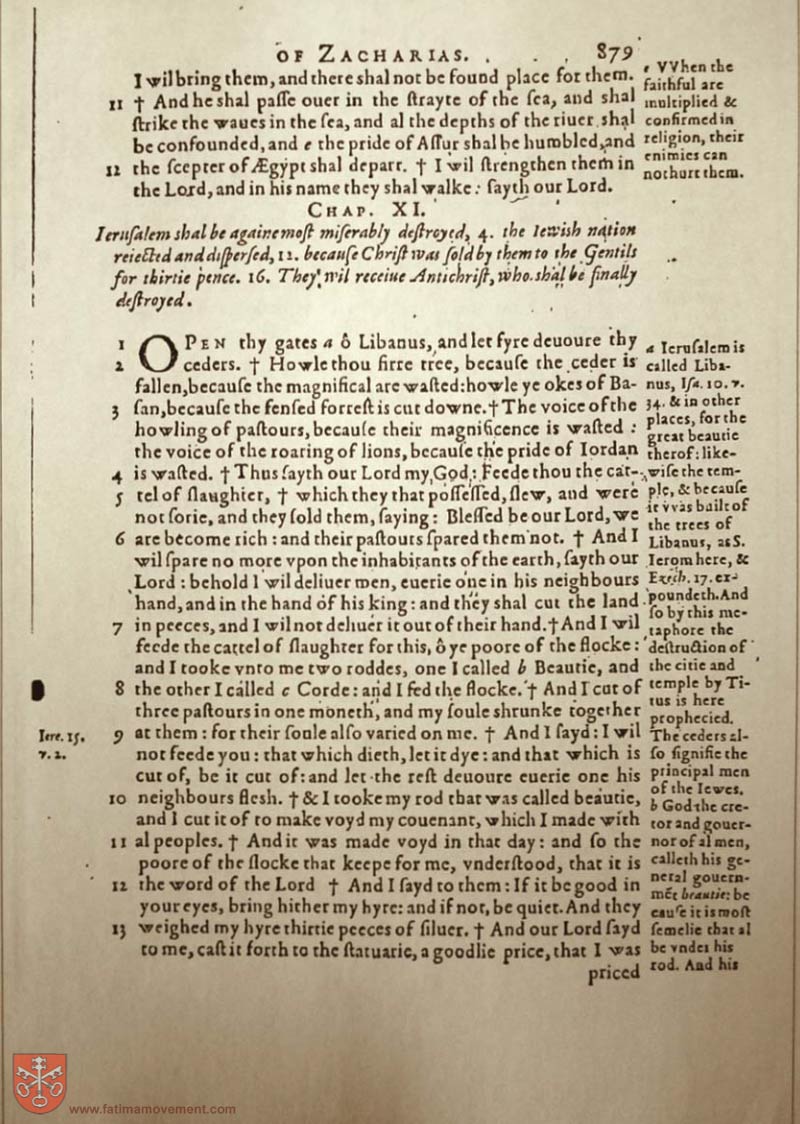 OF ZACHARIAS. 879
I wil bring them, and there shal not be found place for them.
11 † And he shal paſſe ouer in the ſtrayte of the ſea, and shal
ſtrike the waues in the ſea, and al the depths of the riuer shal
be confounded, and e the pride of Aſſur shal be humbled, and
12 the ſcepter of Ægypt shal depart. † I wil ſtrengthen them in
the Lord, and in his name they shal walke: ſayth our Lord.
e VVhen the
faithful are
multiplied &
confirmed in
religion, their
enimies can
not hurt them.
CHAP. XI.
Ieruſalem shal be againe moſt miſerably deſtroyed, 4. the Iewish nation
reiected and diſperſed, 12. becauſe Chriſt was ſold by them to the Gentils
for thirtie pence. 16. They wil receiue Antichriſt, who shal be finally
deſtroyed.
1 OPEN thy gates a ô Libanus, and let fyre deuoure thy
2 ceders. † Howle thou firre tree, becauſe the ceder is
fallen, becauſe the magnifical are waſted: howle ye okes of Ba-
3 ſan, becauſe the fenſed forreſt is cut downe. † The voice of the
howling of paſtours, becauſe their magnificence is waſted :
the voice of the roaring of lions, becauſe the pride of Iordan
4 is waſted. † Thus ſayth our Lord my God: Feede thou the cat-
5 tel of ſlaughter, † which they that poſſeſſed, ſlew, and were
not ſorie, and they ſold them, ſaying: Bleſſed be our Lord, we
6 are become rich: and their paſtours ſpared them not. † And I
wil ſpare no more vpon the inhabitants of the earth, ſayth our
Lord : behold I wil deliuer men, euerie one in his neighbours
hand, and in the hand of his king: and they shal cut the land
7 in peeces, and I wil not deliuer it out of their hand. † And I wil
feede the cattel of ſlaughter for this, ô ye poore of the flocke:
and I tooke vnto me two roddes, one I called b Beautie, and
8 the other I called c Corde: and I fed the flocke. † And I cut of
three paſtours in one moneth, and my ſoule shrunke together
9 at them: for their ſoule alſo varied on me. † And I ſayd: I wil
not feede you: that which dieth, let it dye: and that which is
cut of, be it cut of: and let the reſt deuoure euerie one his
10 neighbours flesh. † & I tooke my rod that was called beautie,
and I cut it of to make voyd my couenant, which I made with
11 al peoples. † And it was made voyd in that day: and ſo the
poore of the flocke that keepe for me, vnderſtood, that it is
12 the word of the Lord † And I ſayd to them: If it be good in
your eyes, bring hither my hyre: and if not, be quiet. And they
13 weighed my hyre thirtie peeces of ſiluer. † And our Lord ſayd
to me, caſt it forth to the ſtatuarie, a goodlie price, that I was
priced
Iere. 15.
v. 2.
a Ieruſalem is
called Liba-
nus, Iſa. 10. v.
34. & in other
places, for the
great beautie
therof: like-
wiſe the tem-
ple, & becauſe
it vvas built of
the trees of
Libanus, as S.
Ierom here, &
Ezech. 17. ex-
poundeth. And
ſo by this me-
taphore the
deſtruction of
the citie and
temple by Ti-
tus is here
prophecied.
The ceders al-
ſo ſignifie the
principal men
of the Iewes.
b God the cre-
tor and gouer-
nor of al men,
calleth his ge-
neral gouern-
mẽt beautie: be
cauſe it is moſt
ſemelie that al
be vnder his
rod. And his
www.fatimamovement.com